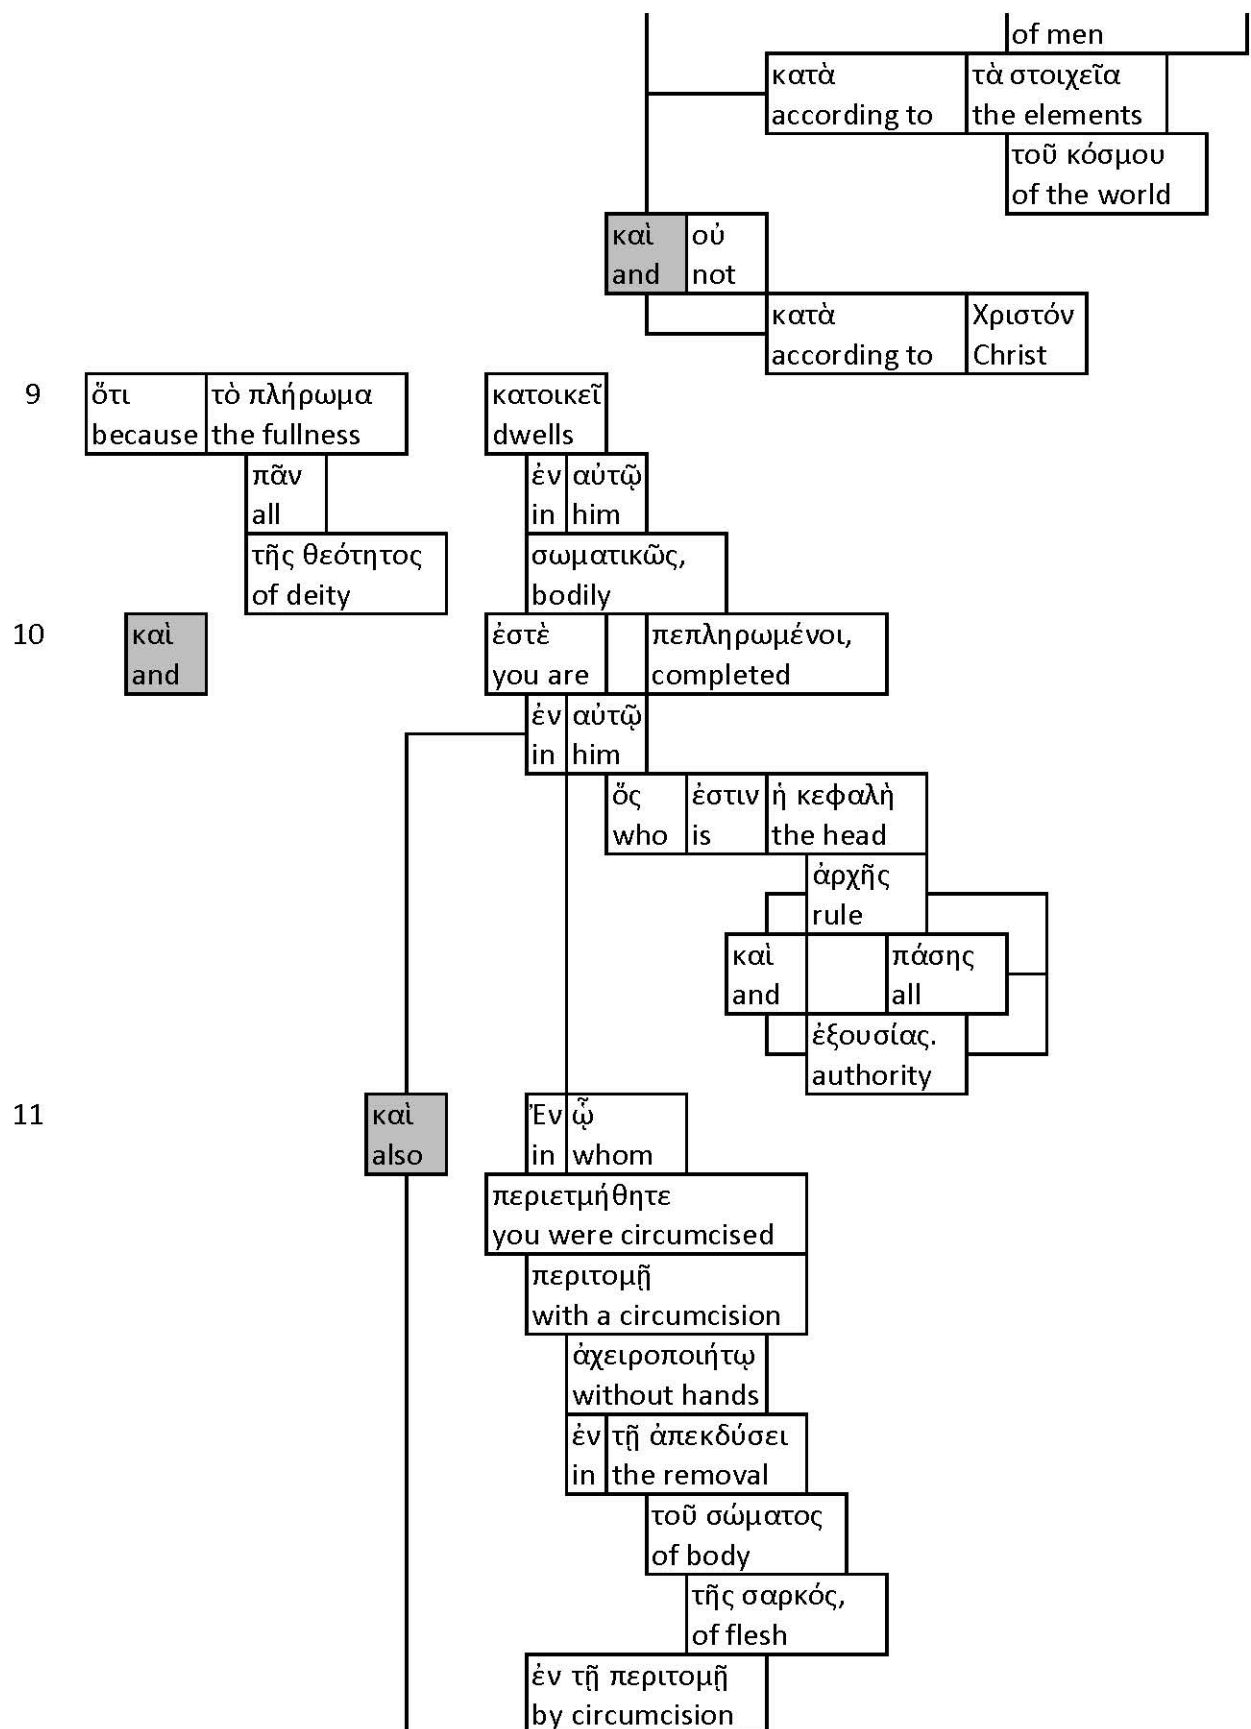 of men
κατὰ τὰ στοιχεῖα
according to the elements
τοῦ κόσμου
of the world
καὶ οὐ
and not
κατὰ Χριστόν
according to Christ
9 ὅτι τὸ πλήρωμα κατοικεῖ
because the fullness dwells
πᾶν ἐν αὐτῷ
all in him
τῆς θεότητος σωματικῶς,
of deity bodily
10 καὶ ἐστὲ πεπληρωμένοι,
and you are completed
ἐν αὐτῷ
in him
ὅς ἐστιν ἡ κεφαλὴ
who is the head
ἀρχῆς
rule
καὶ πάσης
and all
ἐξουσίας.
authority
11 καὶ Ἐν ᾧ
also in whom
περιετμήθητε
you were circumcised
περιτομῇ
with a circumcision
ἀχειροποιήτῳ
without hands
ἐν τῇ ἀπεκδύσει
in the removal
τοῦ σώματος
of body
τῆς σαρκός,
of flesh
ἐν τῇ περιτομῇ
by circumcision